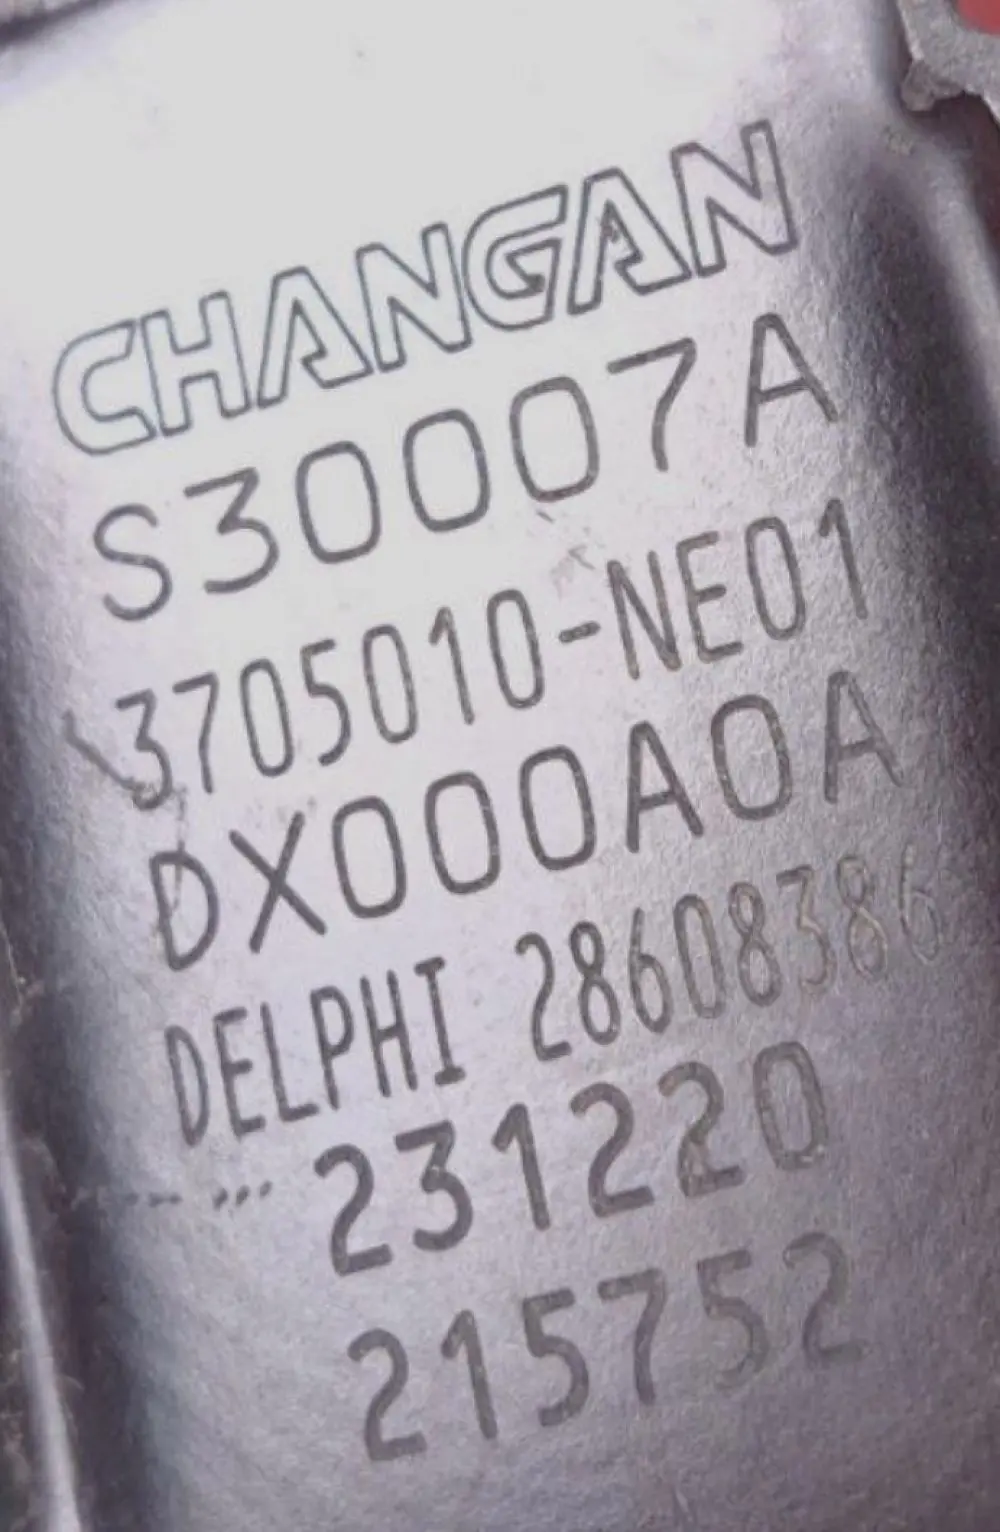 CHANGAN
S30007A
3705010-NE01
DX000A0A
DELPHI 28608386
231220
215752